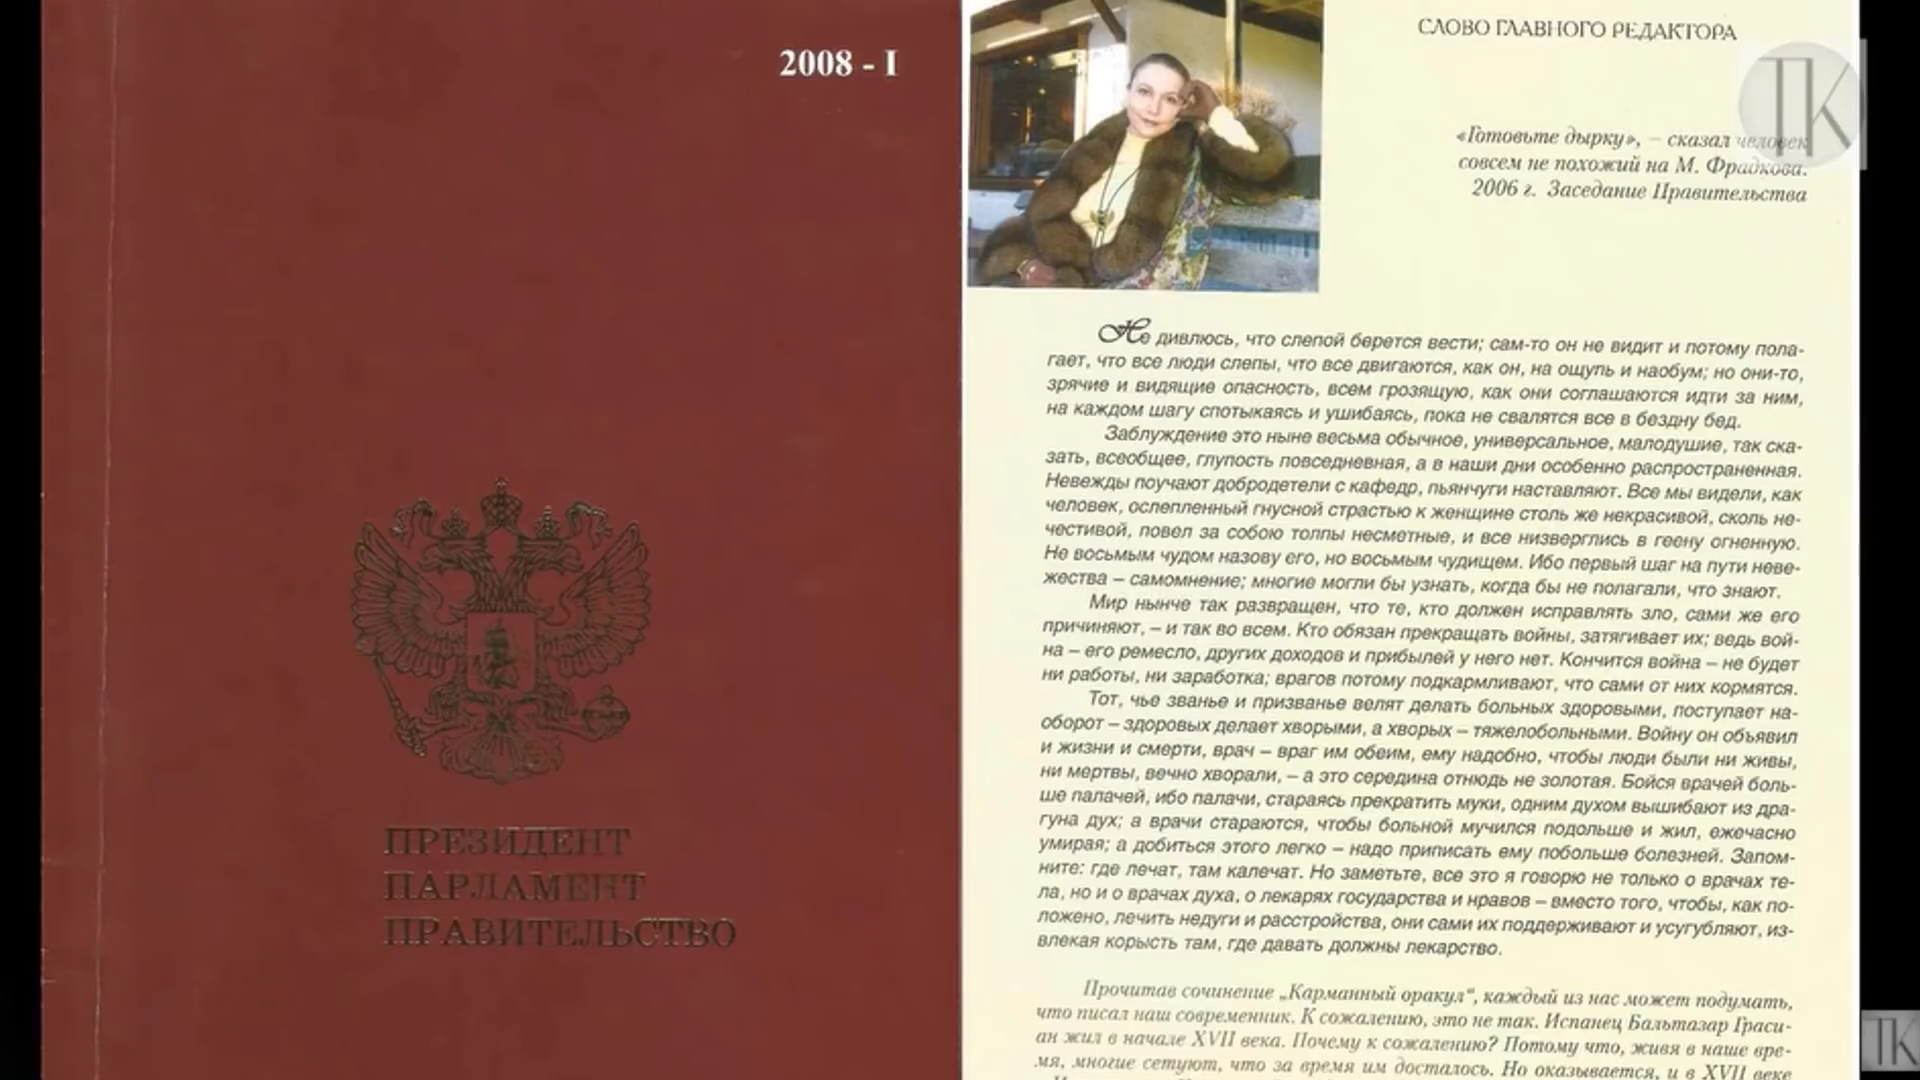 2008 - I
ПРЕЗИДЕНТ
ПАРЛАМЕНТ
ПРАВИТЕЛЬСТВО
СЛОВО ГЛАВНОГО РЕДАКТОРА
«Готовьте дырку», – сказал человек
совсем не похожий на М. Фрадкова.
2006 г. Заседание Правительства
Не дивлюсь, что слепой берется вести; сам-то он не видит и потому пола-
гает, что все люди слепы, что все двигаются, как он, на ощупь и наобум; но они-то,
зрячие и видящие опасность, всем грозящую, как они соглашаются идти за ним,
на каждом шагу спотыкаясь и ушибаясь, пока не свалятся все в бездну бед.
Заблуждение это ныне весьма обычное, универсальное, малодушие, так ска-
зать, всеобщее, глупость повседневная, а в наши дни особенно распространенная.
Невежды поучают добродетели с кафедр, пьянчуги наставляют. Все мы видели, как
человек, ослепленный гнусной страстью к женщине столь же некрасивой, сколь не-
честивой, повел за собою толпы несметные, и все низверглись в геену огненную.
Не восьмым чудом назову его, но восьмым чудищем. Ибо первый шаг на пути неве-
жества – самомнение; многие могли бы узнать, когда бы не полагали, что знают.
Мир нынче так развращен, что те, кто должен исправлять зло, сами же его
причиняют, – и так во всем. Кто обязан прекращать войны, затягивает их; ведь вой-
на – его ремесло, других доходов и прибылей у него нет. Кончится война – не будет
ни работы, ни заработка; врагов потому подкармливают, что сами от них кормятся.
Тот, чье званье и призванье велят делать больных здоровыми, поступает на-
оборот – здоровых делает хворыми, а хворых – тяжелобольными. Войну он объявил
и жизни и смерти, врач – враг им обеим, ему надобно, чтобы люди были ни живы,
ни мертвы, вечно хворали, – а это середина отнюдь не золотая. Бойся врачей боль-
ше палачей, ибо палачи, стараясь прекратить муки, одним духом вышибают из дра-
гуна дух; а врачи стараются, чтобы больной мучился подольше и жил, ежечасно
умирая; а добиться этого легко – надо приписать ему побольше болезней. Запом-
ните: где лечат, там калечат. Но заметьте, все это я говорю не только о врачах те-
ла, но и о врачах духа, о лекарях государства и нравов – вместо того, чтобы, как по-
ложено, лечить недуги и расстройства, они сами их поддерживают и усугубляют, из-
влекая корысть там, где давать должны лекарство.
Прочитав сочинение „Карманный оракул“, каждый из нас может подумать,
что писал наш современник. К сожалению, это не так. Испанец Бальтазар Граси-
ан жил в начале XVII века. Почему к сожалению? Потому что, живя в наше вре-
мя, многие сетуют, что за время им досталось. Но оказывается, и в XVII веке
ТК
ТК